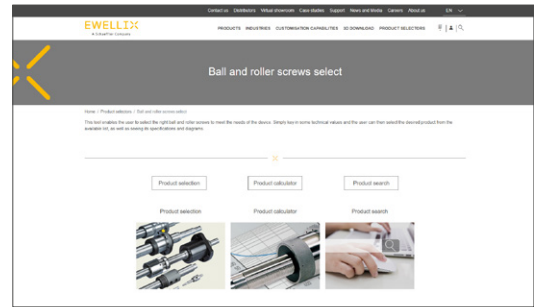 Contact us Distributors Virtual showroom Case studies Support News and Media Careers About us EN
EWELLIX
A Schaeffler Company
PRODUCTS INDUSTRIES CUSTOMISATION CAPABILITIES 3D DOWNLOAD PRODUCT SELECTORS
Ball and roller screws select
Home / Product selectors / Ball and roller screws select
This tool enables the user to select the right ball and roller screws to meet the needs of the device. Simply key in some technical values and the user can then select the desired product from the
available list, as well as seeing its specifications and diagrams.
Product selection Product calculator Product search
Product selection Product calculator Product search